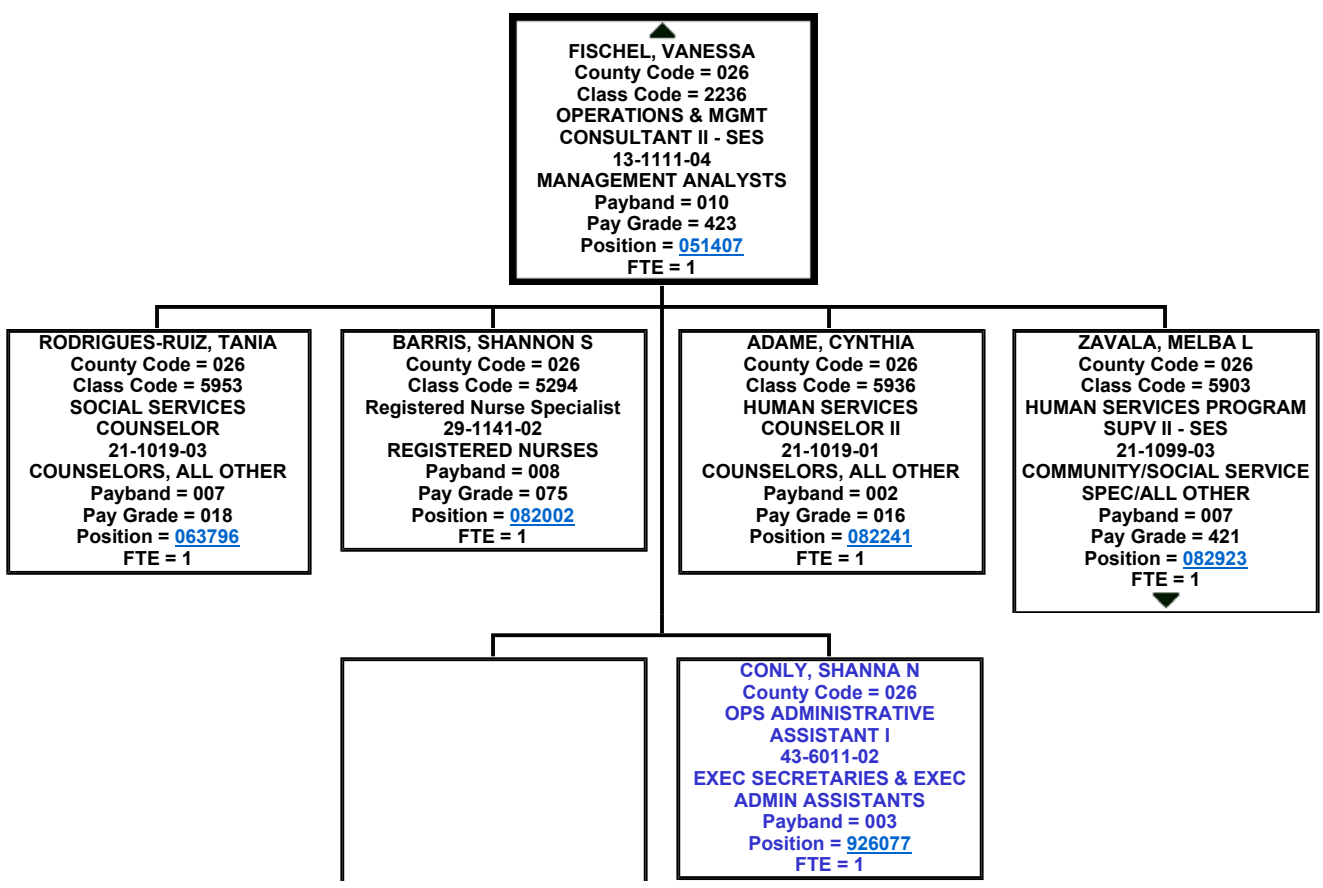 FISCHEL, VANESSA
County Code = 026
Class Code = 2236
OPERATIONS & MGMT
CONSULTANT II - SES
13-1111-04
MANAGEMENT ANALYSTS
Payband = 010
Pay Grade = 423
Position = 051407
FTE = 1
RODRIGUES-RUIZ, TANIA
County Code = 026
Class Code = 5953
SOCIAL SERVICES
COUNSELOR
21-1019-03
COUNSELORS, ALL OTHER
Payband = 007
Pay Grade = 018
Position = 063796
FTE = 1
BARRIS, SHANNON S
County Code = 026
Class Code = 5294
Registered Nurse Specialist
29-1141-02
REGISTERED NURSES
Payband = 008
Pay Grade = 075
Position = 082002
FTE = 1
ADAME, CYNTHIA
County Code = 026
Class Code = 5936
HUMAN SERVICES
COUNSELOR II
21-1019-01
COUNSELORS, ALL OTHER
Payband = 002
Pay Grade = 016
Position = 082241
FTE = 1
ZAVALA, MELBA L
County Code = 026
Class Code = 5903
HUMAN SERVICES PROGRAM
SUPV II - SES
21-1099-03
COMMUNITY/SOCIAL SERVICE
SPEC/ALL OTHER
Payband = 007
Pay Grade = 421
Position = 082923
FTE = 1
CONLY, SHANNA N
County Code = 026
OPS ADMINISTRATIVE
ASSISTANT I
43-6011-02
EXEC SECRETARIES & EXEC
ADMIN ASSISTANTS
Payband = 003
Position = 926077
FTE = 1